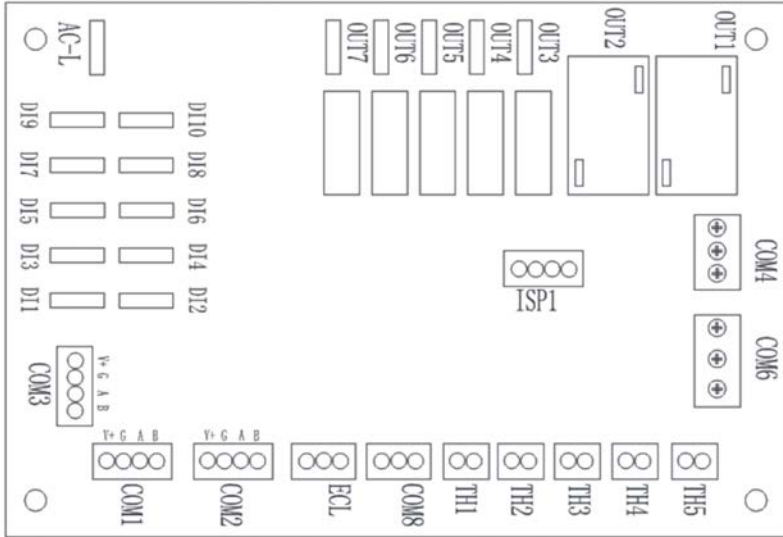 AC-L
OUT7
OUT6
OUT5
OUT4
OUT3
OUT2
OUT1
DI9
DI10
DI7
DI8
DI5
DI6
DI3
DI4
DI1
DI2
COM4
ISP1
COM6
COM3
V+ G A B
V+ G A B
V+ G A B
COM1
COM2
ECL
COM8
TH1
TH2
TH3
TH4
TH5